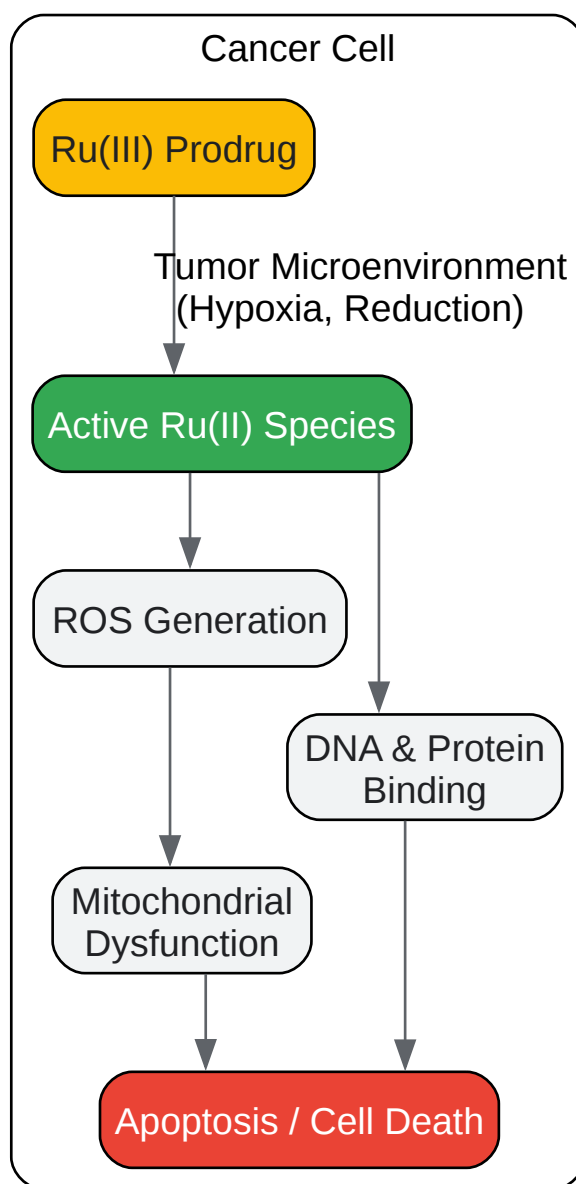 Cancer Cell
Ru(III) Prodrug
Tumor Microenvironment
(Hypoxia, Reduction)
Active Ru(II) Species
ROS Generation
DNA & Protein
Binding
Mitochondrial
Dysfunction
Apoptosis / Cell Death